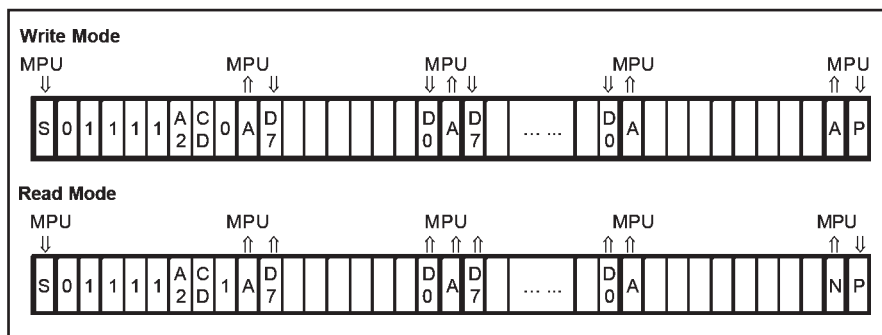 Write Mode
MPU MPU MPU MPU MPU
⇓ ⇑ ⇓ ⇓ ⇑ ⇓ ⇓ ⇑ ⇑ ⇓
S 0 1 1 1 1 A2 CD 0 A D7 D0 A D7 ... ... D0 A A P
Read Mode
MPU MPU MPU MPU MPU
⇓ ⇑ ⇑ ⇑ ⇑ ⇑ ⇑ ⇑ ⇑ ⇓
S 0 1 1 1 1 A2 CD 1 A D7 D0 A D7 ... ... D0 A N P